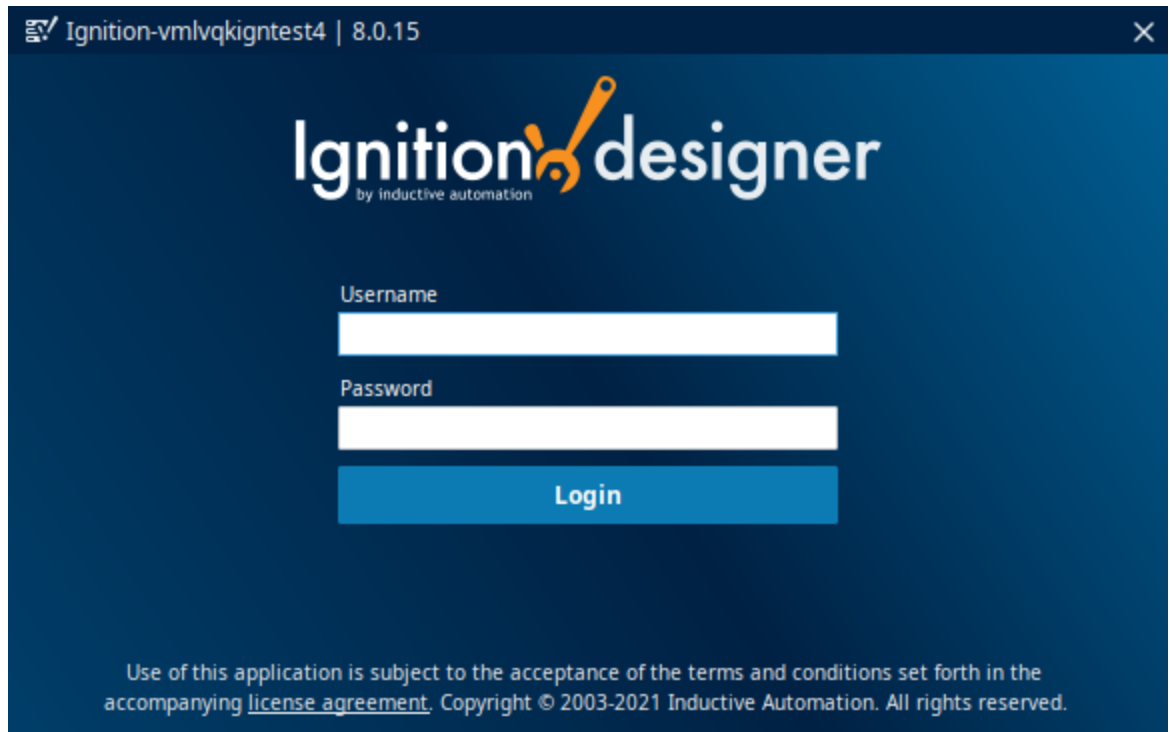 Ignition-vmlvqkigntest4 | 8.0.15
Ignition designer
by inductive automation
Username
Password
Login
Use of this application is subject to the acceptance of the terms and conditions set forth in the
accompanying license agreement. Copyright © 2003-2021 Inductive Automation. All rights reserved.